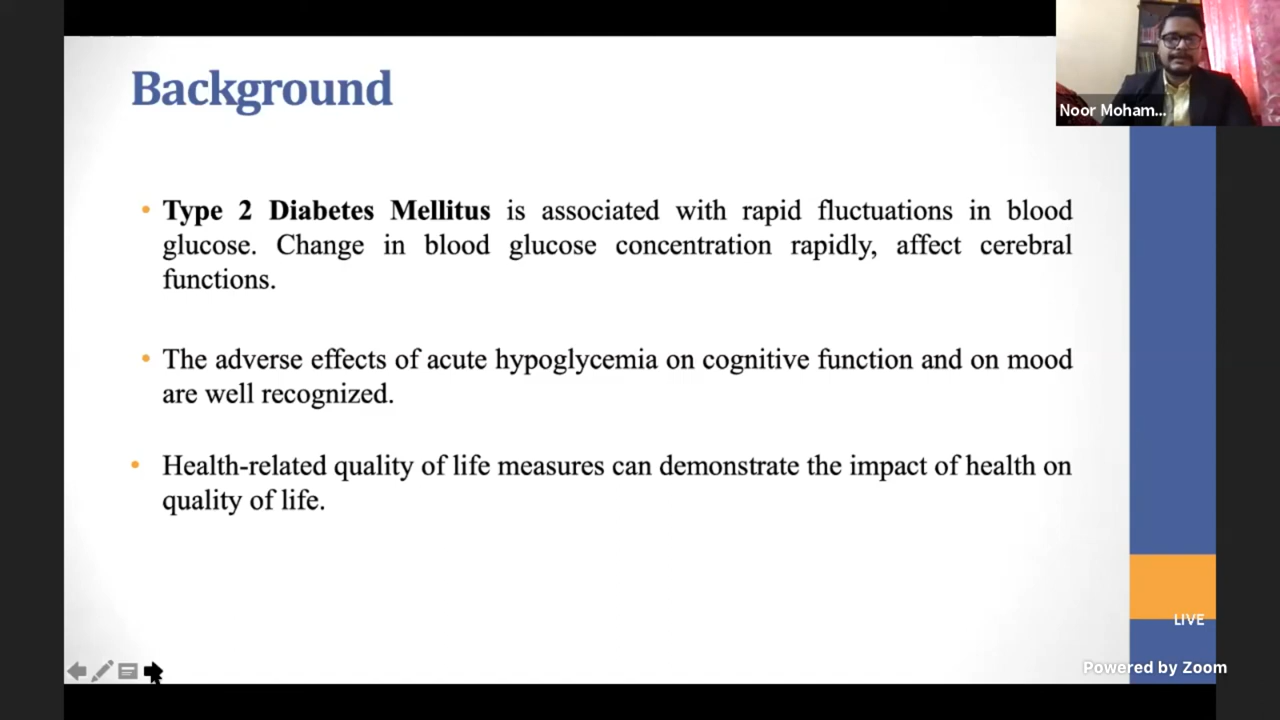 Background
Noor Moham...
• Type 2 Diabetes Mellitus is associated with rapid fluctuations in blood
glucose. Change in blood glucose concentration rapidly, affect cerebral
functions.
• The adverse effects of acute hypoglycemia on cognitive function and on mood
are well recognized.
• Health-related quality of life measures can demonstrate the impact of health on
quality of life.
LIVE
Powered by Zoom